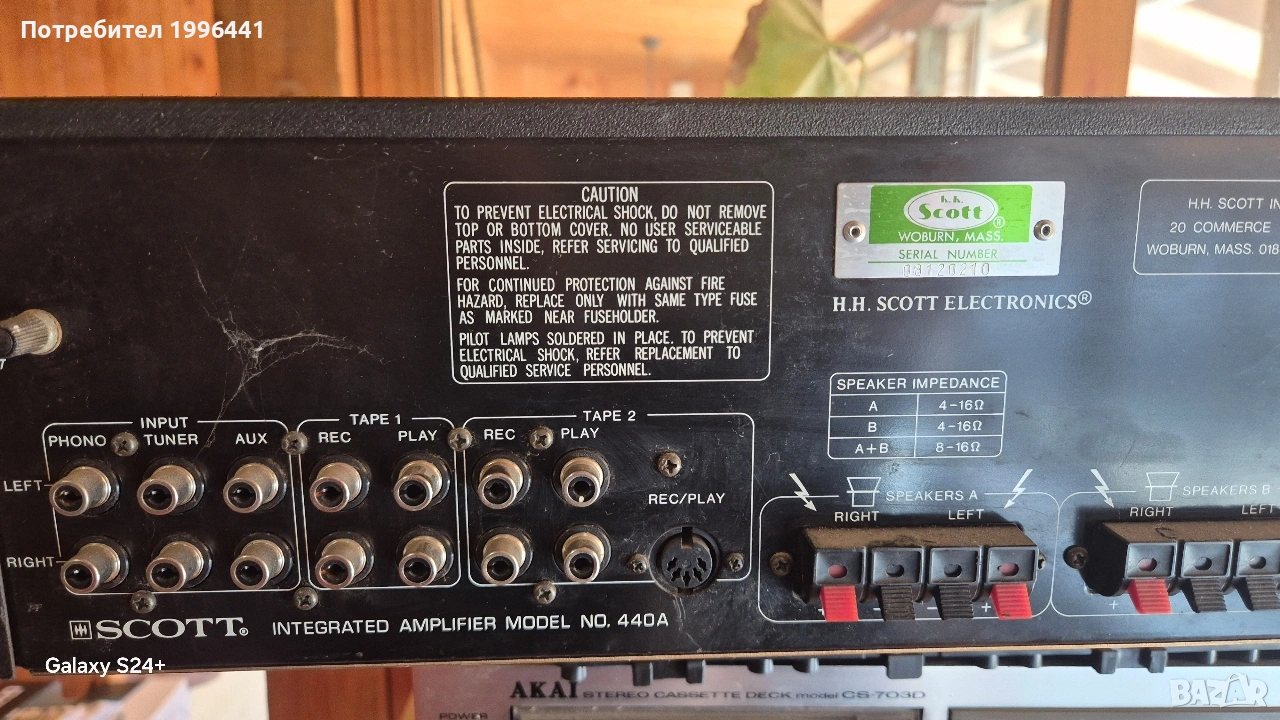 Потребител 1996441
CAUTION
TO PREVENT ELECTRICAL SHOCK, DO NOT REMOVE
TOP OR BOTTOM COVER. NO USER SERVICEABLE
PARTS INSIDE, REFER SERVICING TO QUALIFIED
PERSONNEL.
FOR CONTINUED PROTECTION AGAINST FIRE
HAZARD, REPLACE ONLY WITH SAME TYPE FUSE
AS MARKED NEAR FUSEHOLDER.
PILOT LAMPS SOLDERED IN PLACE. TO PREVENT
ELECTRICAL SHOCK, REFER REPLACEMENT TO
QUALIFIED SERVICE PERSONNEL.
h.h.
Scott®
WOBURN, MASS.
SERIAL NUMBER
H.H. SCOTT ELECTRONICS®
H.H. SCOTT IN
20 COMMERCE
WOBURN, MASS. 018
SPEAKER IMPEDANCE
A 4-16Ω
B 4-16Ω
A+B 8-16Ω
INPUT TAPE 1 TAPE 2
PHONO TUNER AUX REC PLAY REC PLAY
LEFT
REC/PLAY
RIGHT
SPEAKERS A
RIGHT LEFT
+ - - +
SPEAKERS B
RIGHT LEFT
+
SCOTT® INTEGRATED AMPLIFIER MODEL NO. 440A
Galaxy S24+
AKAI STEREO CASSETTE DECK model CS-703D
POWER
BAZAR